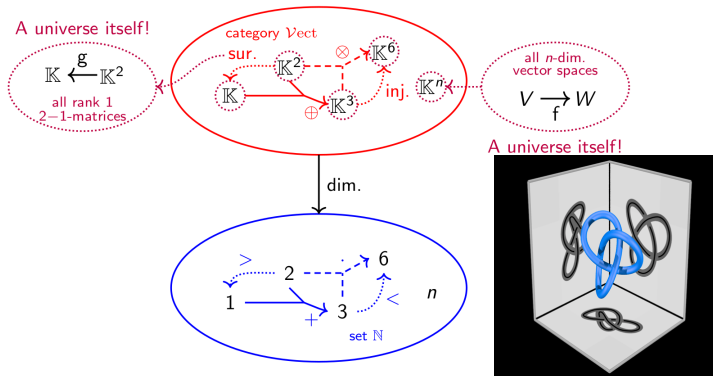 A universe itself!
𝕂 g 𝕂²
all rank 1
2−1-matrices
category 𝒱ect
sur.
𝕂 𝕂² ⊗ 𝕂⁶
⊕ 𝕂³ inj. 𝕂ⁿ
all n-dim.
vector spaces
V → W
f
A universe itself!
dim.
> 2 6
1 + 3 < n
set ℕ